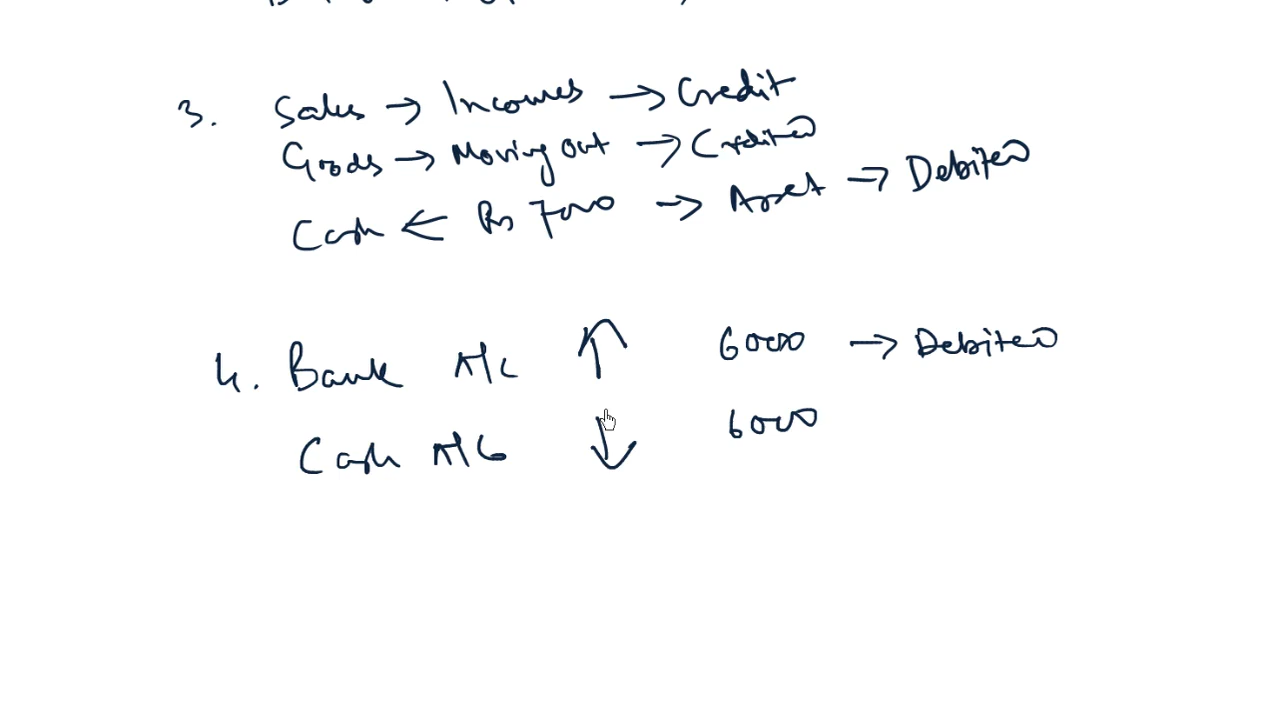 3. Sales → Incomes → Credit
Goods → Moving out → Credited
Cash ← Rs 7000 → Asset → Debited
4. Bank A/c ↑ 6000 → Debited
Cash A/c ↓ 6000